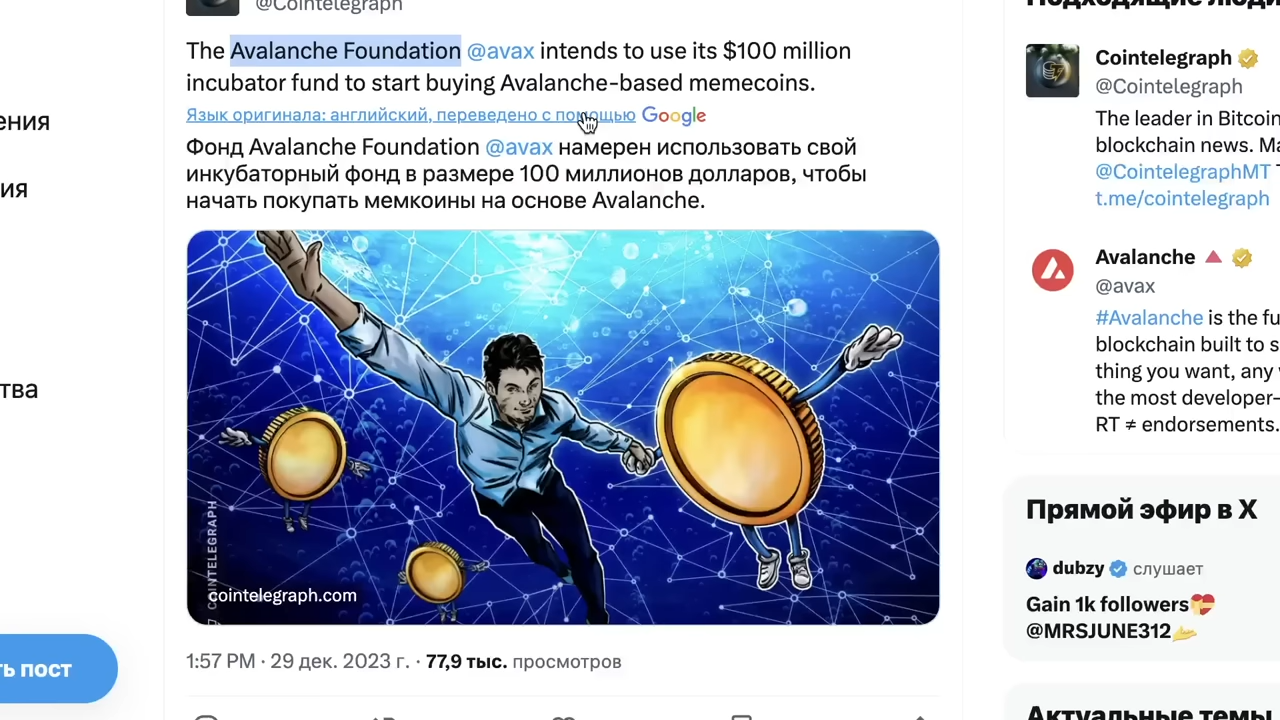 @Cointelegraph
The Avalanche Foundation @avax intends to use its $100 million
incubator fund to start buying Avalanche-based memecoins.
Язык оригинала: английский, переведено с помощью Google
Фонд Avalanche Foundation @avax намерен использовать свой
инкубаторный фонд в размере 100 миллионов долларов, чтобы
начать покупать мемкоины на основе Avalanche.
COINTELEGRAPH
cointelegraph.com
1:57 PM · 29 дек. 2023 г. · 77,9 тыс. просмотров
ения
ия
тва
ть пост
Подходящие люди
Cointelegraph
@Cointelegraph
The leader in Bitcoin
blockchain news. Ma
@CointelegraphMT T
t.me/cointelegraph
Avalanche
@avax
#Avalanche is the fu
blockchain built to s
thing you want, any
the most developer-
RT ≠ endorsements.
Прямой эфир в X
dubzy слушает
Gain 1k followers💝
@MRSJUNE312🫴
Актуальные темы